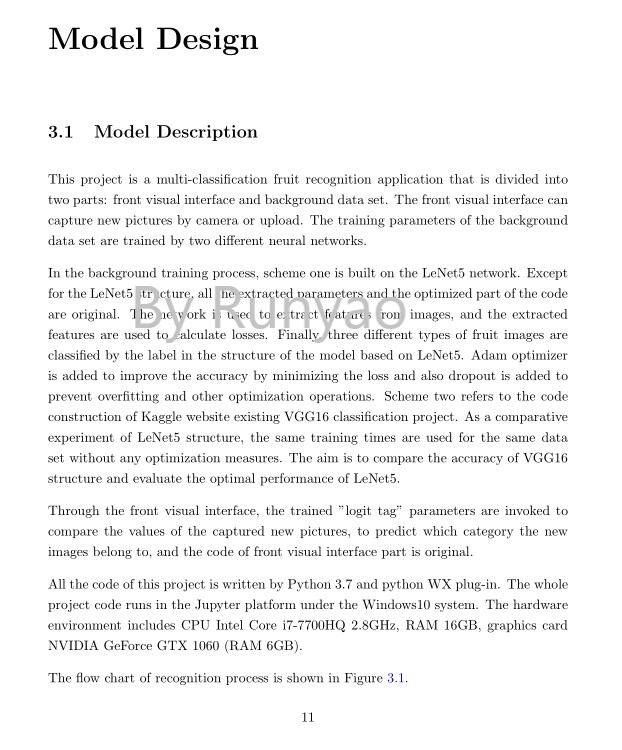 Model Design
3.1 Model Description
This project is a multi-classification fruit recognition application that is divided into
two parts: front visual interface and background data set. The front visual interface can
capture new pictures by camera or upload. The training parameters of the background
data set are trained by two different neural networks.
In the background training process, scheme one is built on the LeNet5 network. Except
for the LeNet5 structure, all the extracted parameters and the optimized part of the code
are original. The network is used to extract features from images, and the extracted
By Runyao
features are used to calculate losses. Finally, three different types of fruit images are
classified by the label in the structure of the model based on LeNet5. Adam optimizer
is added to improve the accuracy by minimizing the loss and also dropout is added to
prevent overfitting and other optimization operations. Scheme two refers to the code
construction of Kaggle website existing VGG16 classification project. As a comparative
experiment of LeNet5 structure, the same training times are used for the same data
set without any optimization measures. The aim is to compare the accuracy of VGG16
structure and evaluate the optimal performance of LeNet5.
Through the front visual interface, the trained ”logit tag” parameters are invoked to
compare the values of the captured new pictures, to predict which category the new
images belong to, and the code of front visual interface part is original.
All the code of this project is written by Python 3.7 and python WX plug-in. The whole
project code runs in the Jupyter platform under the Windows10 system. The hardware
environment includes CPU Intel Core i7-7700HQ 2.8GHz, RAM 16GB, graphics card
NVIDIA GeForce GTX 1060 (RAM 6GB).
The flow chart of recognition process is shown in Figure 3.1.
11